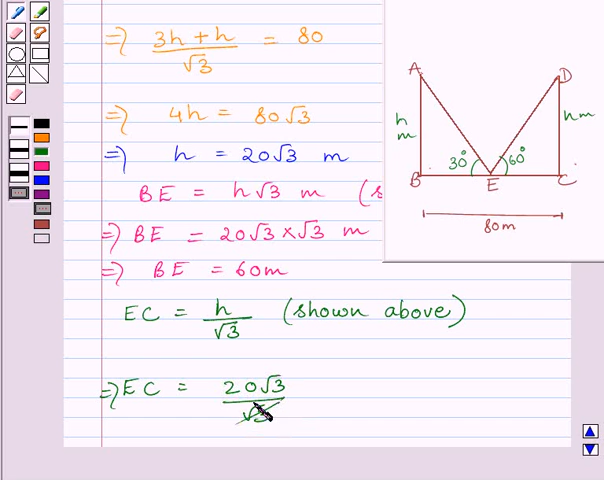 ⇒ 3h + h / √3 = 80
⇒ 4h = 80√3
⇒ h = 20√3 m
BE = h√3 m (s
⇒ BE = 20√3 × √3 m
⇒ BE = 60m
EC = h / √3 (shown above)
⇒ EC = 20√3 / √3
A D
h m hm
30° 60°
B E C
80m